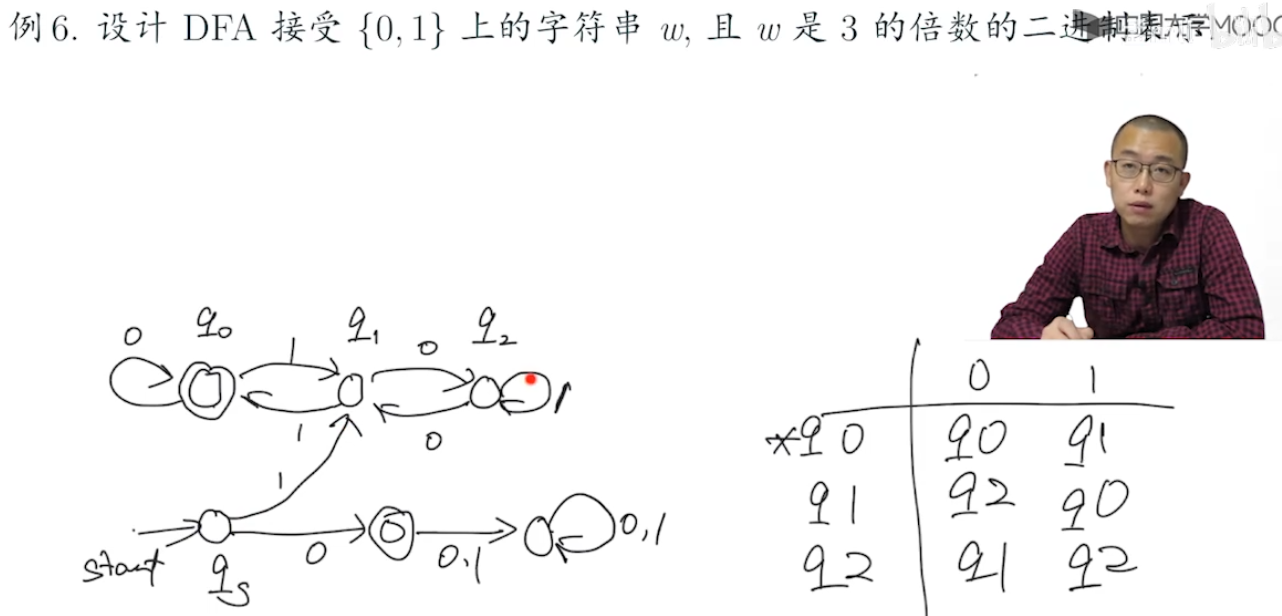 例 6. 设计 DFA 接受 {0, 1} 上的字符串 w, 且 w 是 3 的倍数的二进制表示
0 q0 1 q1 0 q2
1 0 1
1
start qs 0 0,1 0,1
0 1
*q0 q0 q1
q1 q2 q0
q2 q1 q2